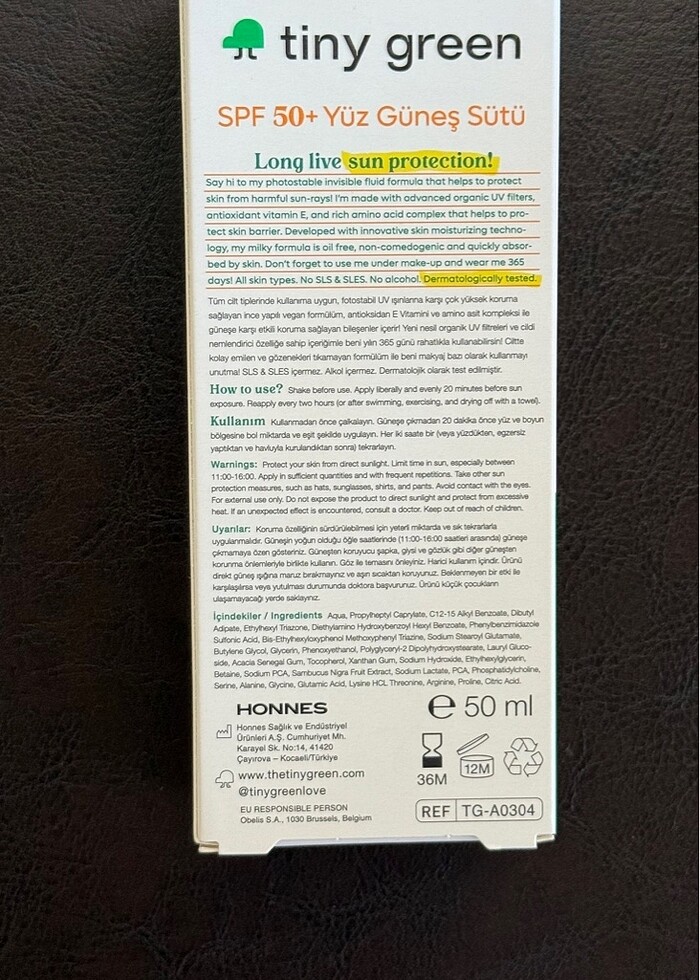 tiny green
SPF 50+ Yüz Güneş Sütü
Long live sun protection!
Say hi to my photostable invisible fluid formula that helps to protect
skin from harmful sun-rays! I'm made with advanced organic UV filters,
antioxidant vitamin E, and rich amino acid complex that helps to pro-
tect skin barrier. Developed with innovative skin moisturizing techno-
logy, my milky formula is oil free, non-comedogenic and quickly absor-
bed by skin. Don't forget to use me under make-up and wear me 365
days! All skin types. No SLS & SLES. No alcohol. Dermatologically tested.
Tüm cilt tiplerinde kullanıma uygun, fotostabil UV ışınlarına karşı çok yüksek koruma
sağlayan ince yapılı vegan formülüm, antioksidan E Vitamini ve amino asit kompleksi ile
güneşe karşı etkili koruma sağlayan bileşenler içerir! Yeni nesil organik UV filtreleri ve cildi
nemlendirici özelliğe sahip içeriğimle beni yılın 365 günü rahatlıkla kullanabilirsin! Ciltte
kolay emilen ve gözenekleri tıkamayan formülüm ile beni makyaj bazı olarak kullanmayı
unutma! SLS & SLES içermez. Alkol içermez. Dermatolojik olarak test edilmiştir.
How to use? Shake before use. Apply liberally and evenly 20 minutes before sun
exposure. Reapply every two hours (or after swimming, exercising, and drying off with a towel).
Kullanım Kullanmadan önce çalkalayın. Güneşe çıkmadan 20 dakika önce yüz ve boyun
bölgesine bol miktarda ve eşit şekilde uygulayın. Her iki saate bir (veya yüzdükten, egzersiz
yaptıktan ve havluyla kurulandıktan sonra) tekrarlayın.
Warnings: Protect your skin from direct sunlight. Limit time in sun, especially between
11:00-16:00. Apply in sufficient quantities and with frequent repetitions. Take other sun
protection measures, such as hats, sunglasses, shirts, and pants. Avoid contact with the eyes.
For external use only. Do not expose the product to direct sunlight and protect from excessive
heat. If an unexpected effect is encountered, consult a doctor. Keep out of reach of children.
Uyarılar: Koruma özelliğinin sürdürülebilmesi için yeterli miktarda ve sık tekrarlarla
uygulanmalıdır. Güneşin yoğun olduğu öğle saatlerinde (11:00-16:00 saatleri arasında) güneşe
çıkmamaya özen gösteriniz. Güneşten koruyucu şapka, giysi ve gözlük gibi diğer güneşten
korunma önlemleriyle birlikte kullanın. Göz ile temasını önleyiniz. Harici kullanım içindir. Ürünü
direkt güneş ışığına maruz bırakmayınız ve aşırı sıcaktan koruyunuz. Beklenmeyen bir etki ile
karşılaşılırsa veya yutulması durumunda doktora başvurunuz. Ürünü küçük çocukların
ulaşamayacağı yerde saklayınız.
İçindekiler / Ingredients Aqua, Propylheptyl Caprylate, C12-15 Alkyl Benzoate, Dibutyl
Adipate, Ethylhexyl Triazone, Diethylamino Hydroxybenzoyl Hexyl Benzoate, Phenylbenzimidazole
Sulfonic Acid, Bis-Ethylhexyloxyphenol Methoxyphenyl Triazine, Sodium Stearoyl Glutamate,
Butylene Glycol, Glycerin, Phenoxyethanol, Polyglyceryl-2 Dipolyhydroxystearate, Lauryl Gluco-
side, Acacia Senegal Gum, Tocopherol, Xanthan Gum, Sodium Hydroxide, Ethylhexylglycerin,
Betaine, Sodium PCA, Sambucus Nigra Fruit Extract, Sodium Lactate, PCA, Phosphatidylcholine,
Serine, Alanine, Glycine, Glutamic Acid, Lysine HCL Threonine, Arginine, Proline, Citric Acid.
HONNES
Honnes Sağlık ve Endüstriyel
Ürünleri A.Ş. Cumhuriyet Mh.
Karayel Sk. No:14, 41420
Çayırova – Kocaeli/Türkiye
www.thetinygreen.com
@tinygreenlove
EU RESPONSIBLE PERSON
Obelis S.A., 1030 Brussels, Belgium
e 50 ml
36M
12M
REF TG-A0304